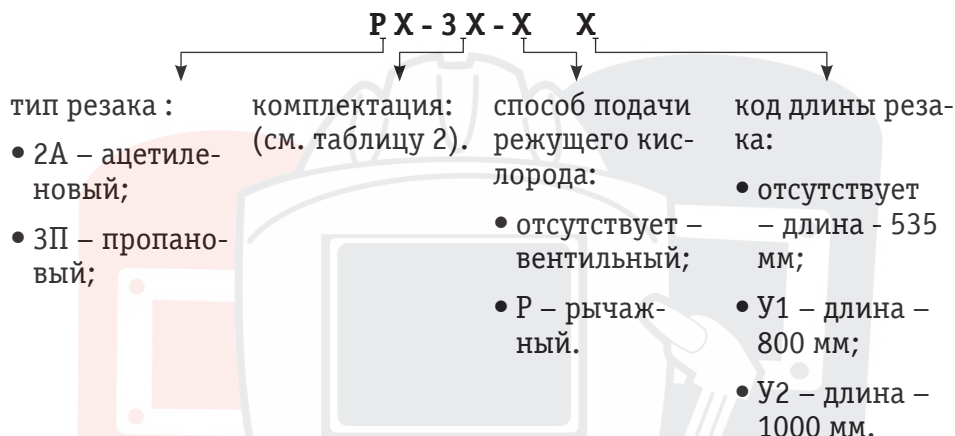 Р Х - 3 Х - Х Х
тип резака :
• 2А – ацетиле-
новый;
• 3П – пропано-
вый;
комплектация:
(см. таблицу 2).
способ подачи
режущего кис-
лорода:
• отсутствует –
вентильный;
• Р – рычаж-
ный.
код длины реза-
ка:
• отсутствует
– длина - 535
мм;
• У1 – длина –
800 мм;
• У2 – длина –
1000 мм.